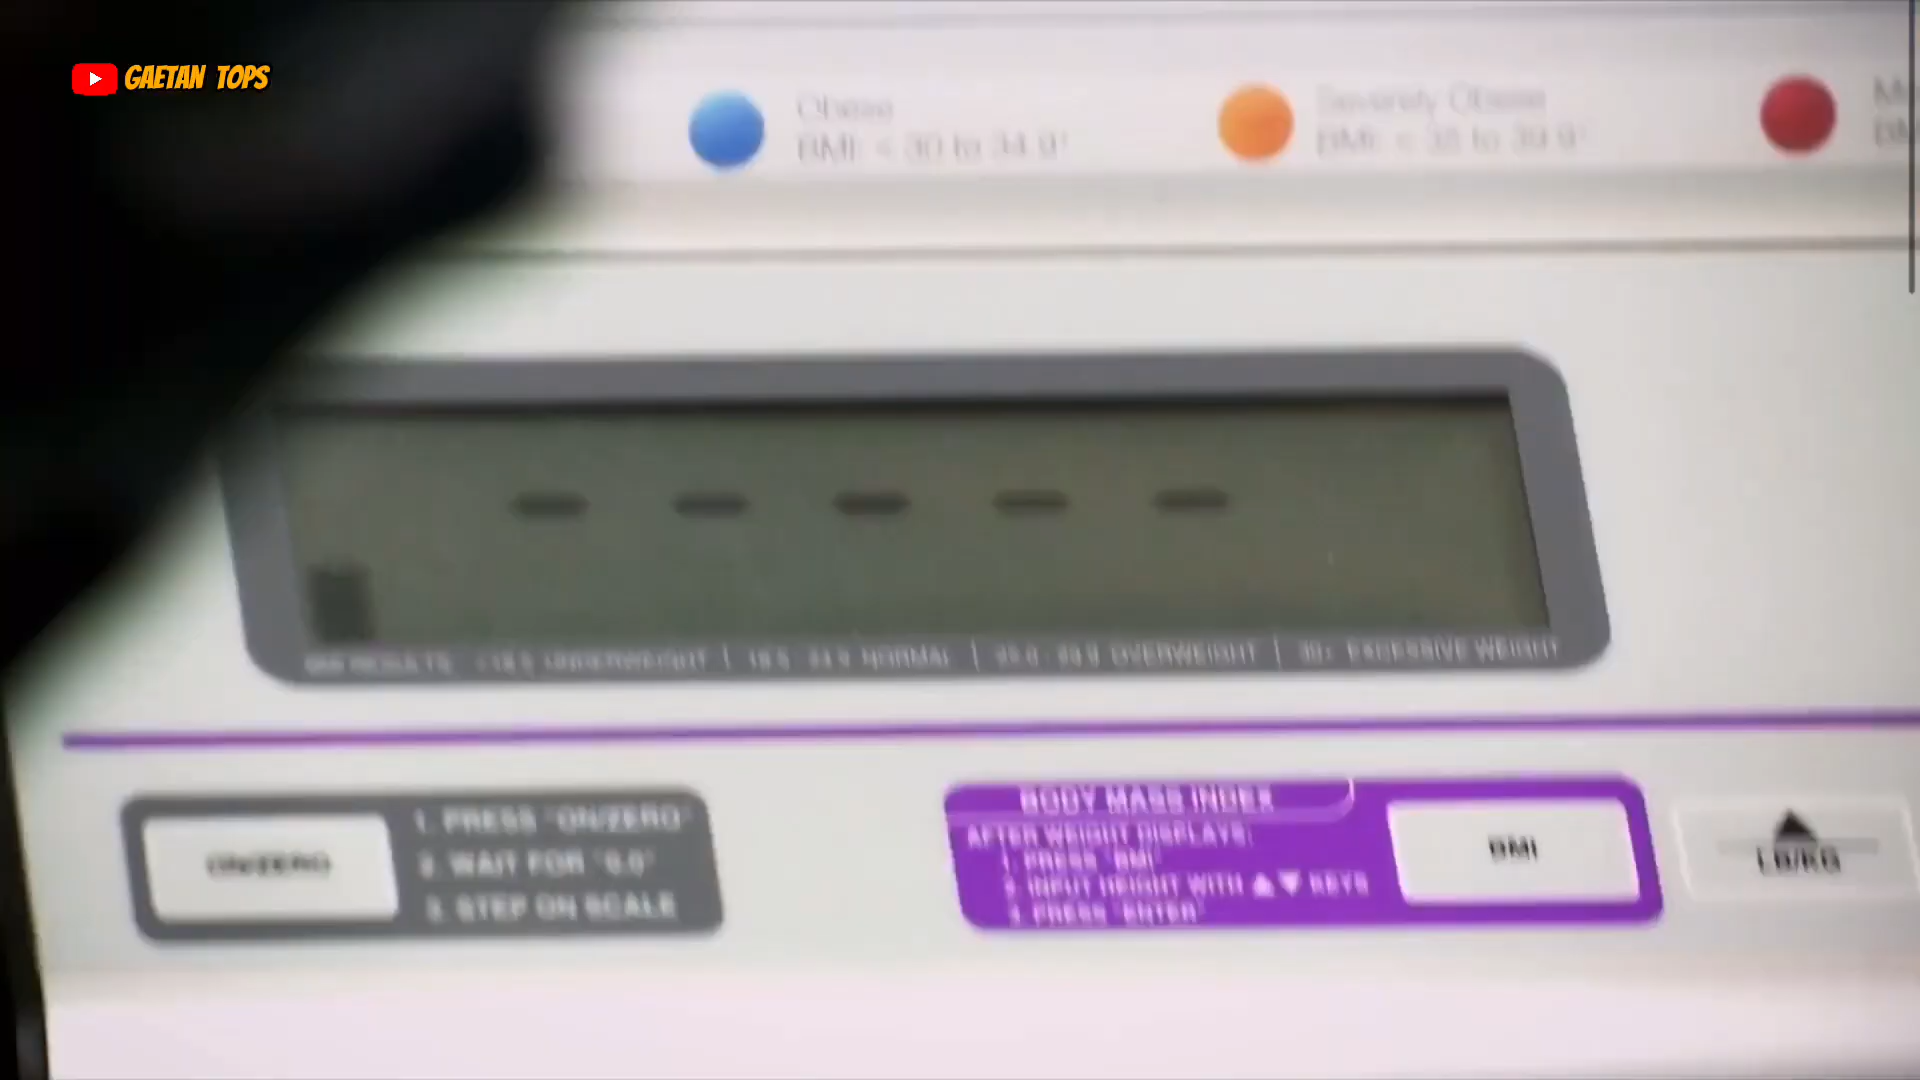 GAETAN TOPS
Obese
BMI: < 30 to 34.9*
Severely Obese
BMI: < 35 to 39.9*
BMI RESULTS <18.5 UNDERWEIGHT | 18.5 - 24.9 NORMAL | 25.0 - 29.9 OVERWEIGHT | 30+ EXCESSIVE WEIGHT
ON/ZERO
1. PRESS "ON/ZERO"
2. WAIT FOR "0.0"
3. STEP ON SCALE
BODY MASS INDEX
AFTER WEIGHT DISPLAYS:
1. PRESS "BMI"
2. INPUT HEIGHT WITH ▲▼ KEYS
3. PRESS "ENTER"
BMI
LB/KG